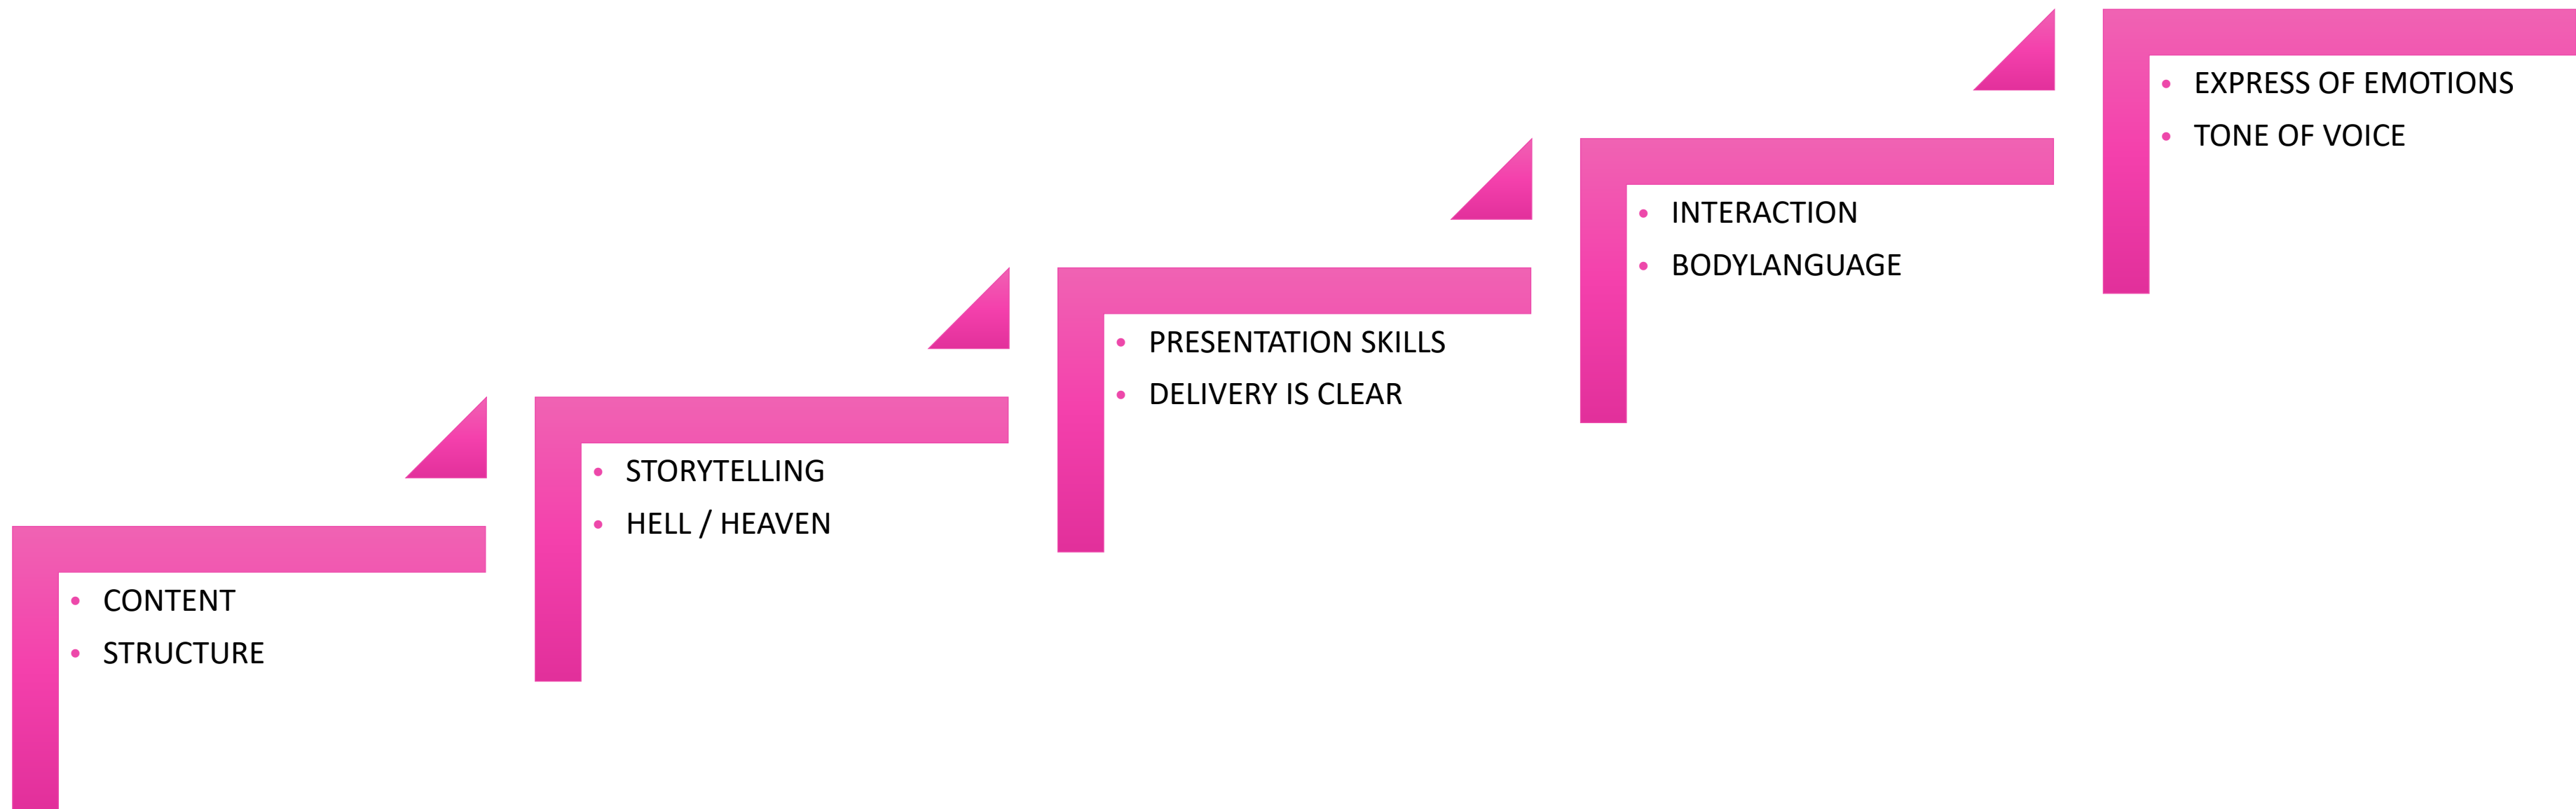 CONTENT
STRUCTURE
STORYTELLING
HELL / HEAVEN
PRESENTATION SKILLS
DELIVERY IS CLEAR
INTERACTION
BODYLANGUAGE
EXPRESS OF EMOTIONS
TONE OF VOICE